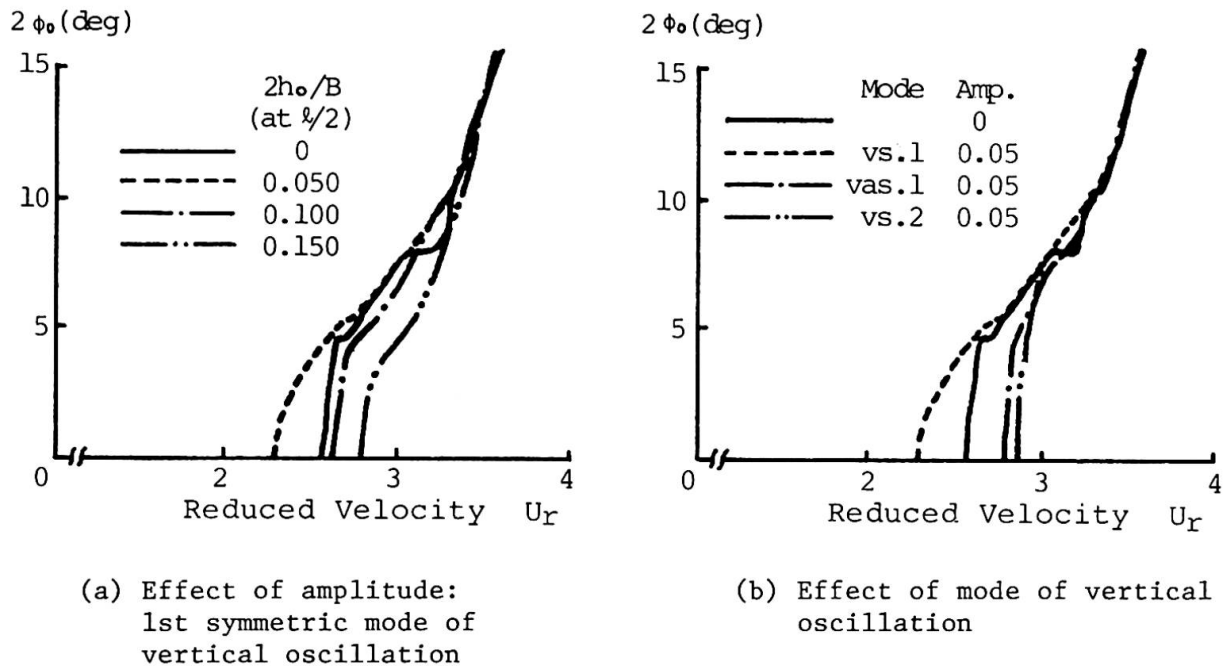 2 ϕ₀(deg)
15
10
5
0
2h₀/B
(at ℓ/2)
0
0.050
0.100
0.150
2
3
4
Reduced Velocity Ur
(a) Effect of amplitude:
1st symmetric mode of
vertical oscillation
2 ϕ₀(deg)
15
10
5
0
Mode Amp.
0
vs.1 0.05
vas.1 0.05
vs.2 0.05
2
3
4
Reduced Velocity Ur
(b) Effect of mode of vertical
oscillation